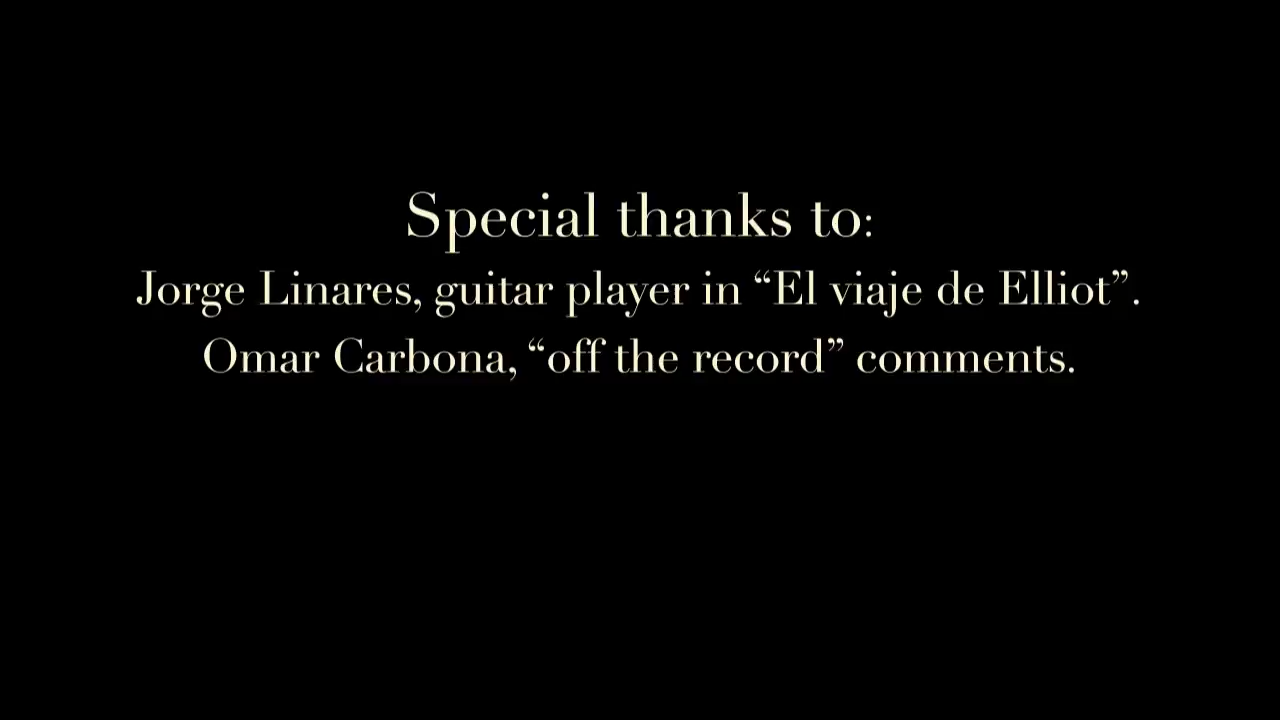 Special thanks to:
Jorge Linares, guitar player in “El viaje de Elliot”.
Omar Carbona, “off the record” comments.